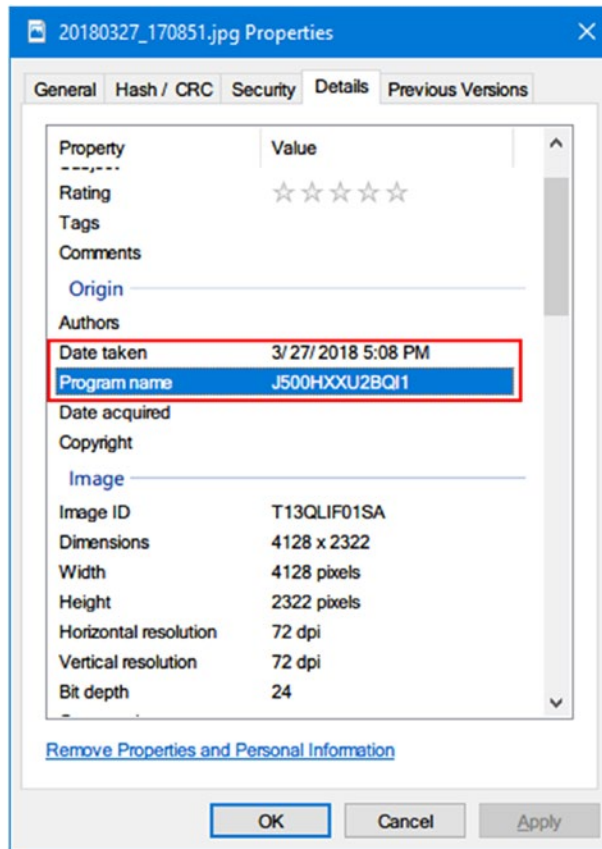 20180327_170851.jpg Properties
General Hash / CRC Security Details Previous Versions
Property Value
Rating
Tags
Comments
Origin
Authors
Date taken 3/27/2018 5:08 PM
Program name J500HXXU2BQI1
Date acquired
Copyright
Image
Image ID T13QLIF01SA
Dimensions 4128 x 2322
Width 4128 pixels
Height 2322 pixels
Horizontal resolution 72 dpi
Vertical resolution 72 dpi
Bit depth 24
Remove Properties and Personal Information
OK Cancel Apply